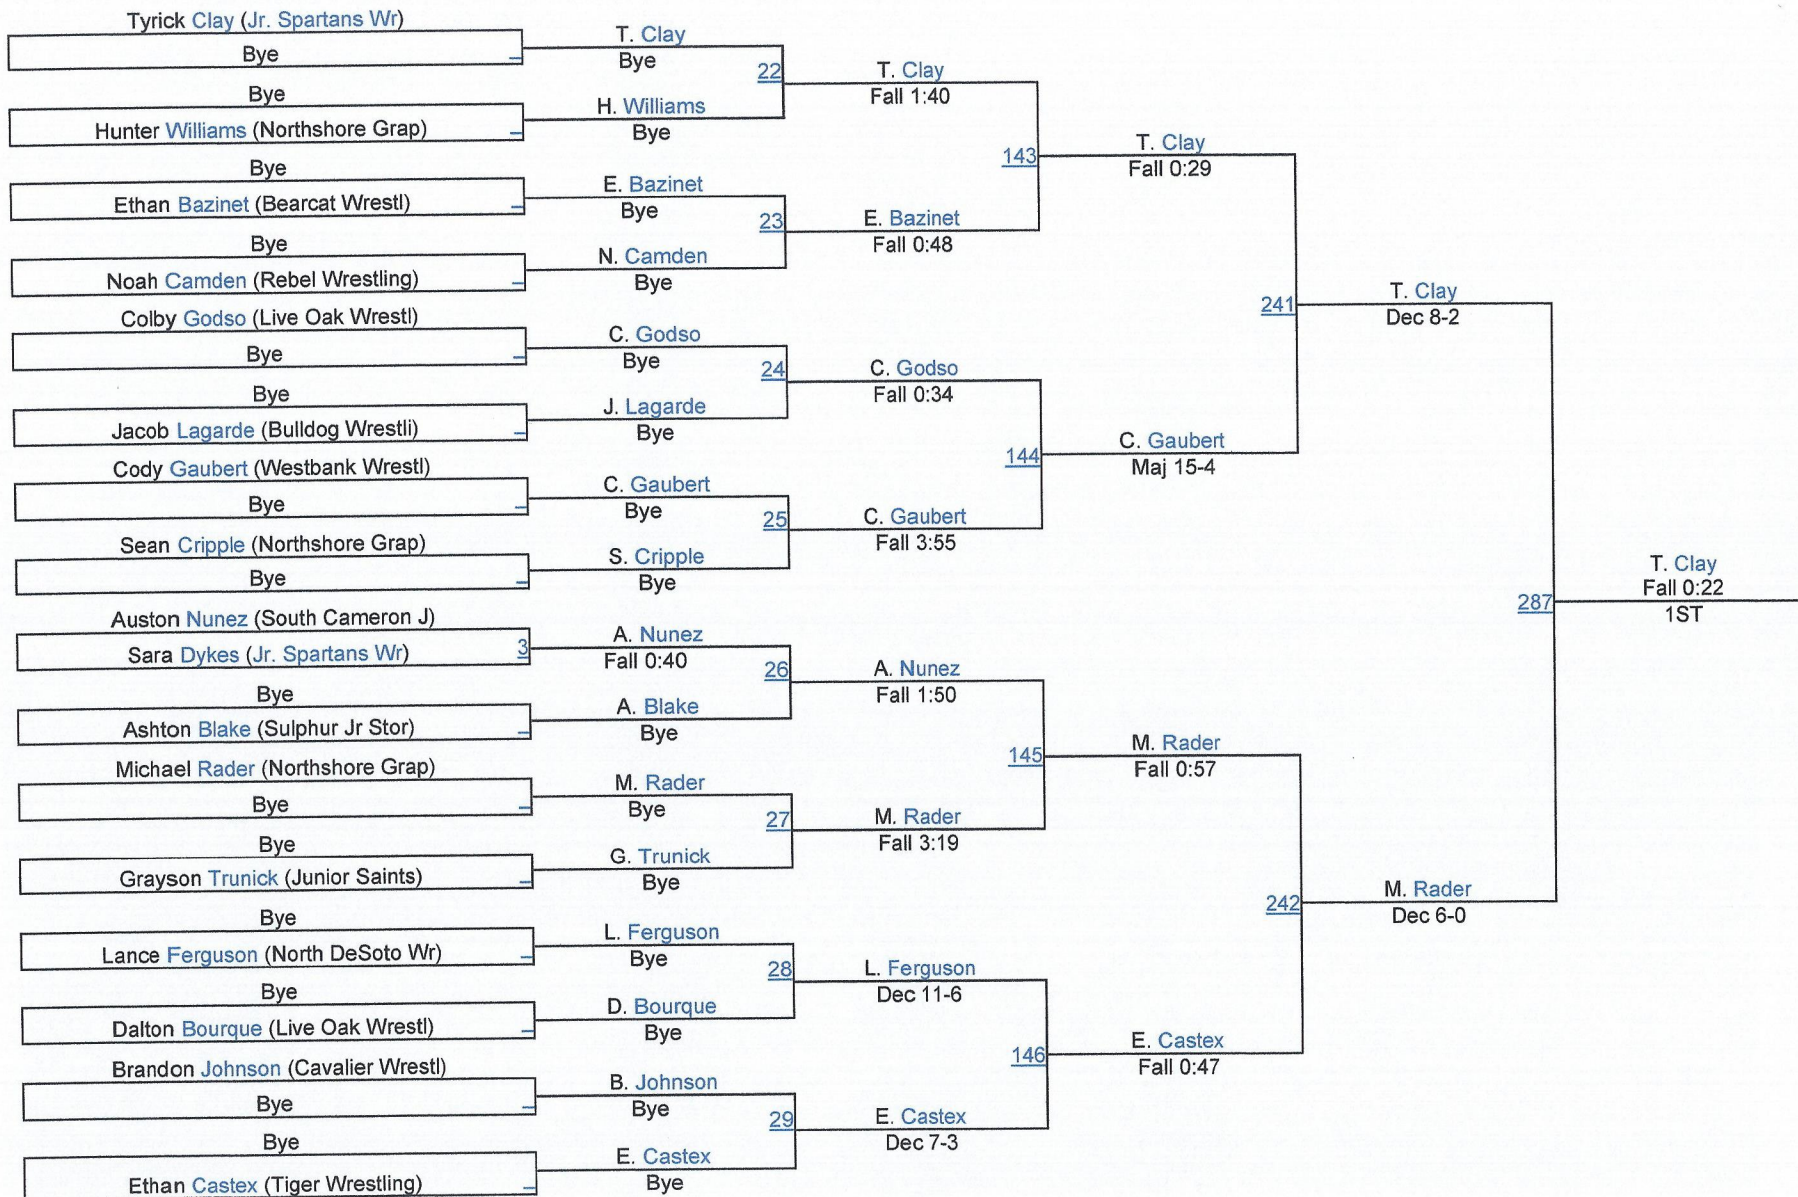 Tyrick Clay (Jr. Spartans Wr)
Bye
Bye
Hunter Williams (Northshore Grap)
Bye
Ethan Bazinet (Bearcat Wrestl)
Bye
Noah Camden (Rebel Wrestling)
Colby Godso (Live Oak Wrestl)
Bye
Bye
Jacob Lagarde (Bulldog Wrestli)
Cody Gaubert (Westbank Wrestl)
Bye
Sean Cripple (Northshore Grap)
Bye
Auston Nunez (South Cameron J)
Sara Dykes (Jr. Spartans Wr)
3
Bye
Ashton Blake (Sulphur Jr Stor)
Michael Rader (Northshore Grap)
Bye
Bye
Grayson Trunick (Junior Saints)
Bye
Lance Ferguson (North DeSoto Wr)
Bye
Dalton Bourque (Live Oak Wrestl)
Brandon Johnson (Cavalier Wrestl)
Bye
Bye
Ethan Castex (Tiger Wrestling)
T. Clay
Bye
22
H. Williams
Bye
E. Bazinet
Bye
23
N. Camden
Bye
C. Godso
Bye
24
J. Lagarde
Bye
C. Gaubert
Bye
25
S. Cripple
Bye
A. Nunez
Fall 0:40
26
A. Blake
Bye
M. Rader
Bye
27
G. Trunick
Bye
L. Ferguson
Bye
28
D. Bourque
Bye
B. Johnson
Bye
29
E. Castex
Bye
T. Clay
Fall 1:40
143
E. Bazinet
Fall 0:48
C. Godso
Fall 0:34
144
C. Gaubert
Fall 3:55
A. Nunez
Fall 1:50
145
M. Rader
Fall 3:19
L. Ferguson
Dec 11-6
146
E. Castex
Dec 7-3
T. Clay
Fall 0:29
241
C. Gaubert
Maj 15-4
M. Rader
Fall 0:57
242
E. Castex
Fall 0:47
T. Clay
Dec 8-2
287
M. Rader
Dec 6-0
T. Clay
Fall 0:22
1ST